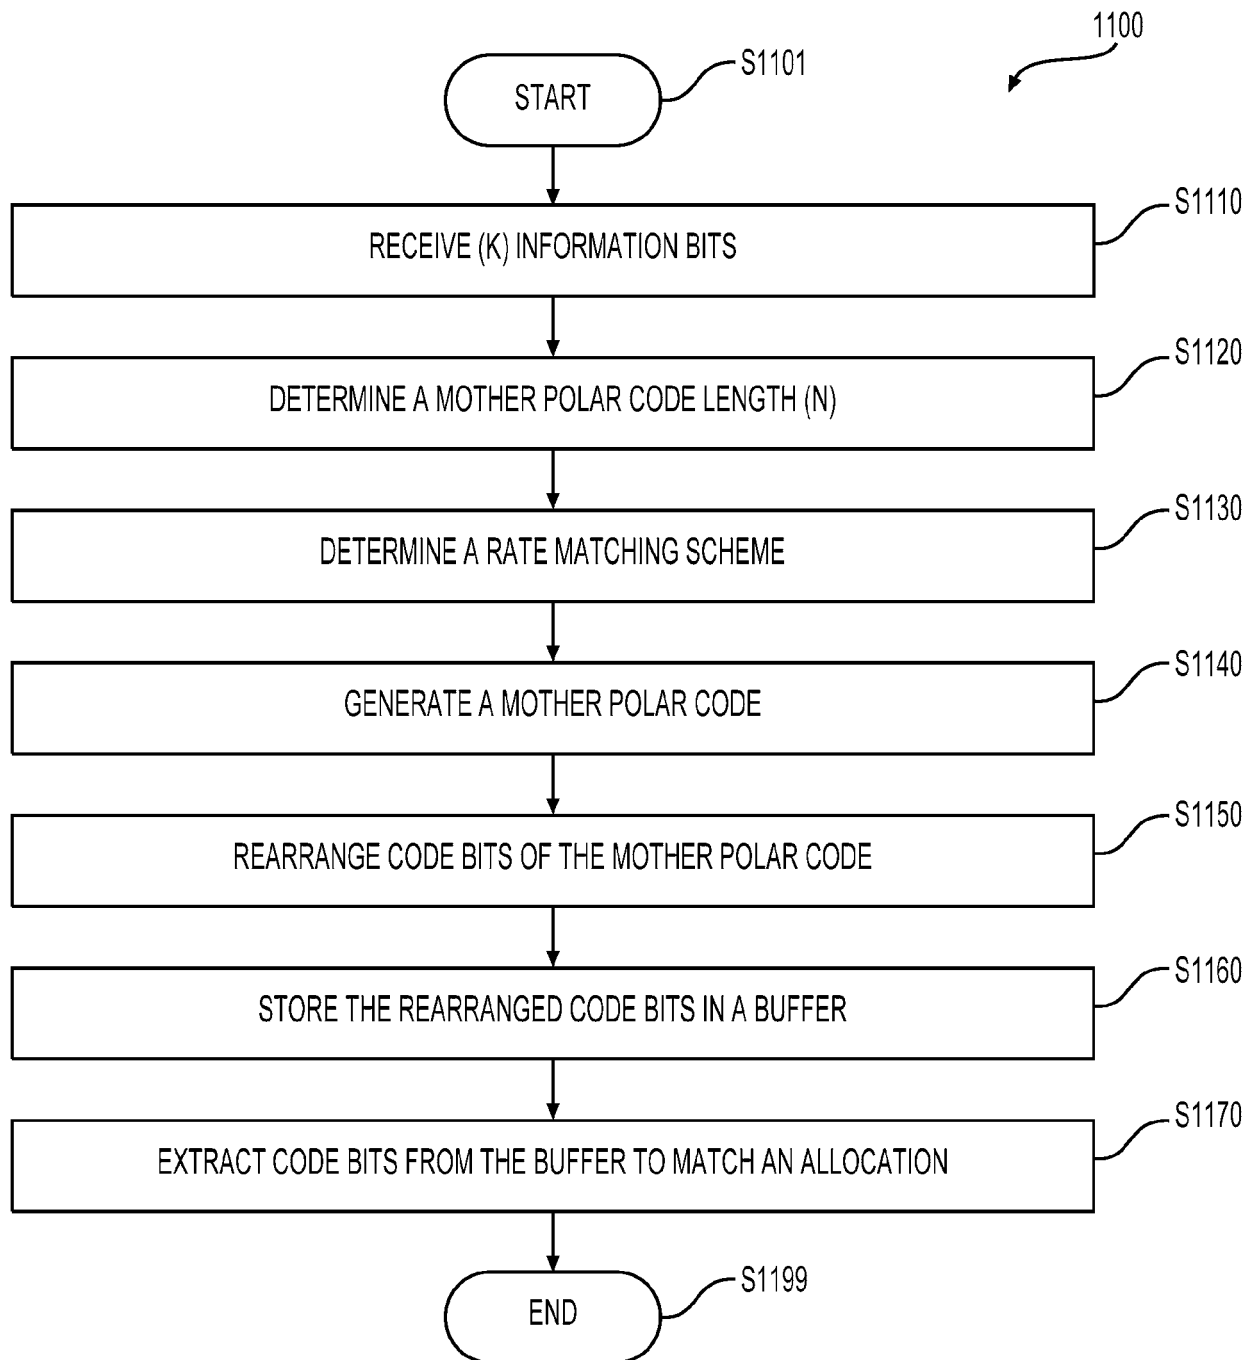 1100
START
S1101
RECEIVE (K) INFORMATION BITS
S1110
DETERMINE A MOTHER POLAR CODE LENGTH (N)
S1120
DETERMINE A RATE MATCHING SCHEME
S1130
GENERATE A MOTHER POLAR CODE
S1140
REARRANGE CODE BITS OF THE MOTHER POLAR CODE
S1150
STORE THE REARRANGED CODE BITS IN A BUFFER
S1160
EXTRACT CODE BITS FROM THE BUFFER TO MATCH AN ALLOCATION
S1170
END
S1199